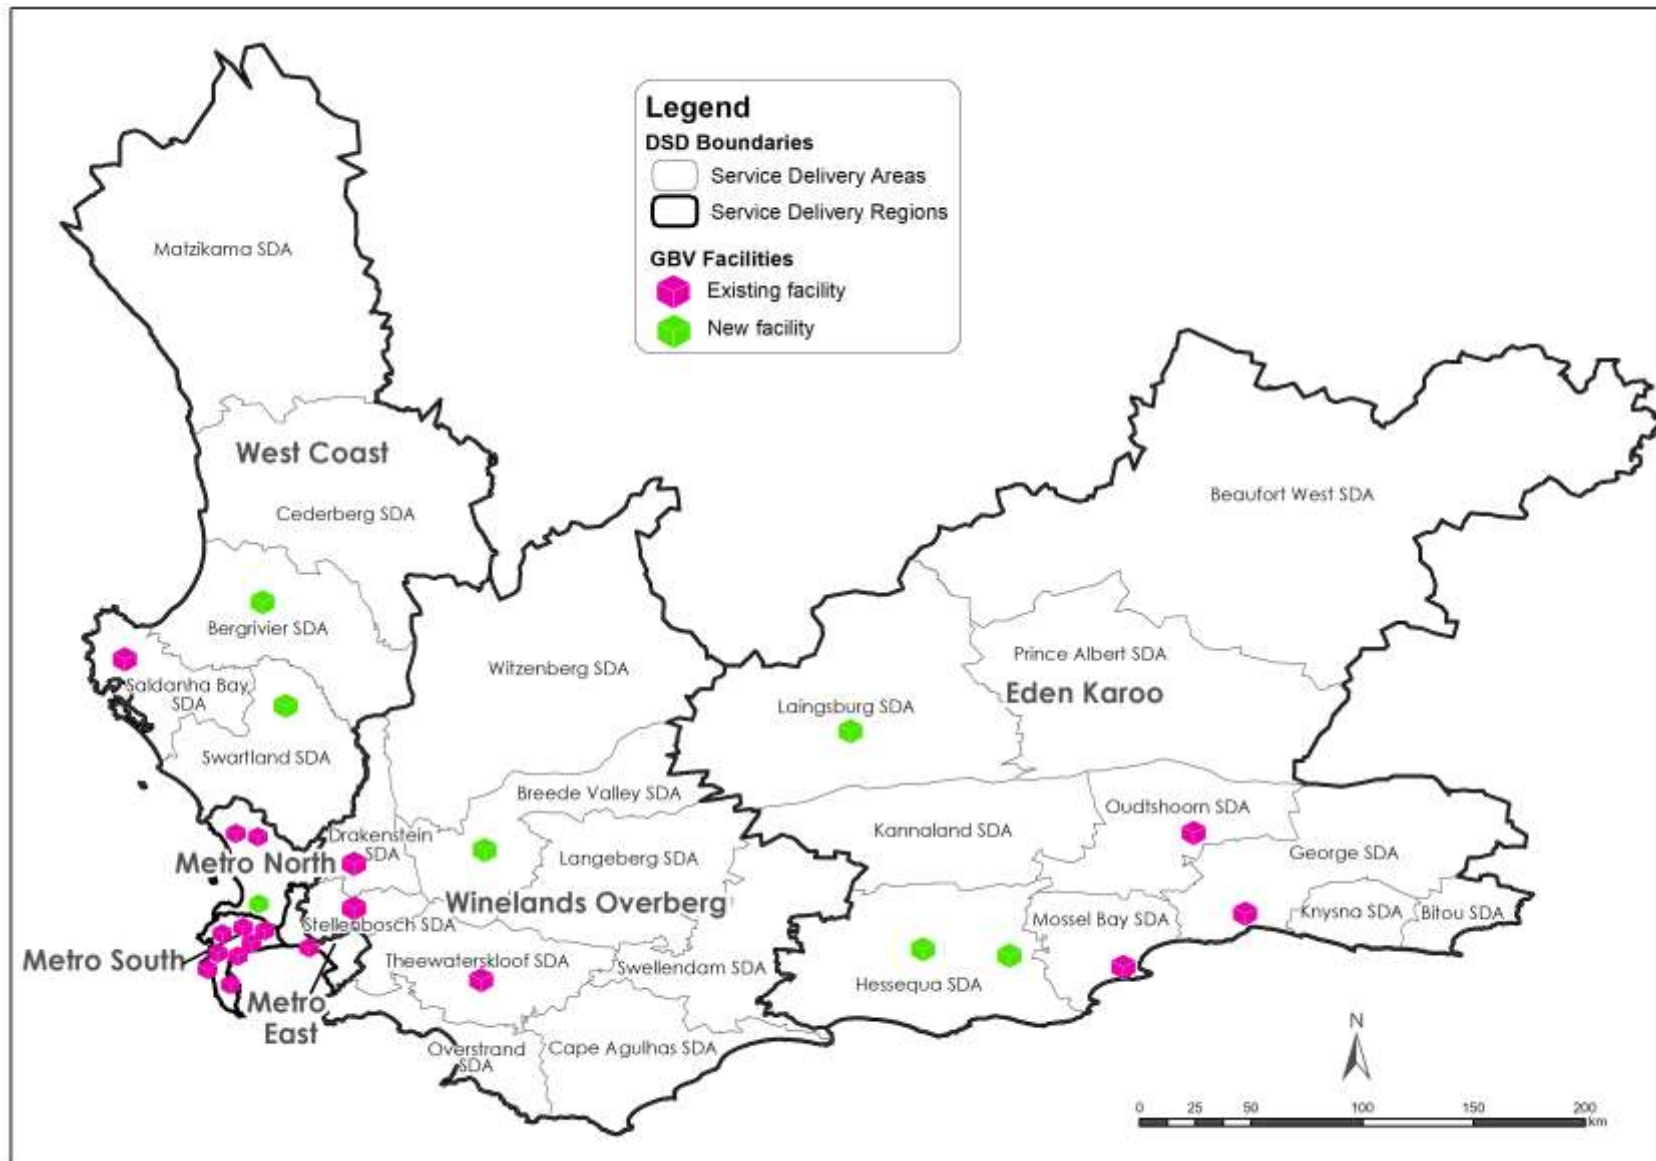 Legend
DSD Boundaries
Service Delivery Areas
Service Delivery Regions
GBV Facilities
Existing facility
New facility
Matzikama SDA
West Coast
Cederberg SDA
Beaufort West SDA
Bergrivier SDA
Witzenberg SDA
Prince Albert SDA
Eden Karoo
Saldanha Bay
SDA
Laingsburg SDA
Swartland SDA
Breede Valley SDA
Oudtshoorn SDA
Drakenstein
SDA
Kannaland SDA
Metro North
Langeberg SDA
George SDA
Winelands Overberg
Stellenbosch SDA
Mossel Bay SDA
Knysna SDA
Bitou SDA
Metro South
Theewaterskloof SDA
Swellendam SDA
Hessequa SDA
Metro
East
Overstrand
SDA
Cape Agulhas SDA
N
0 25 50 100 150 200
km